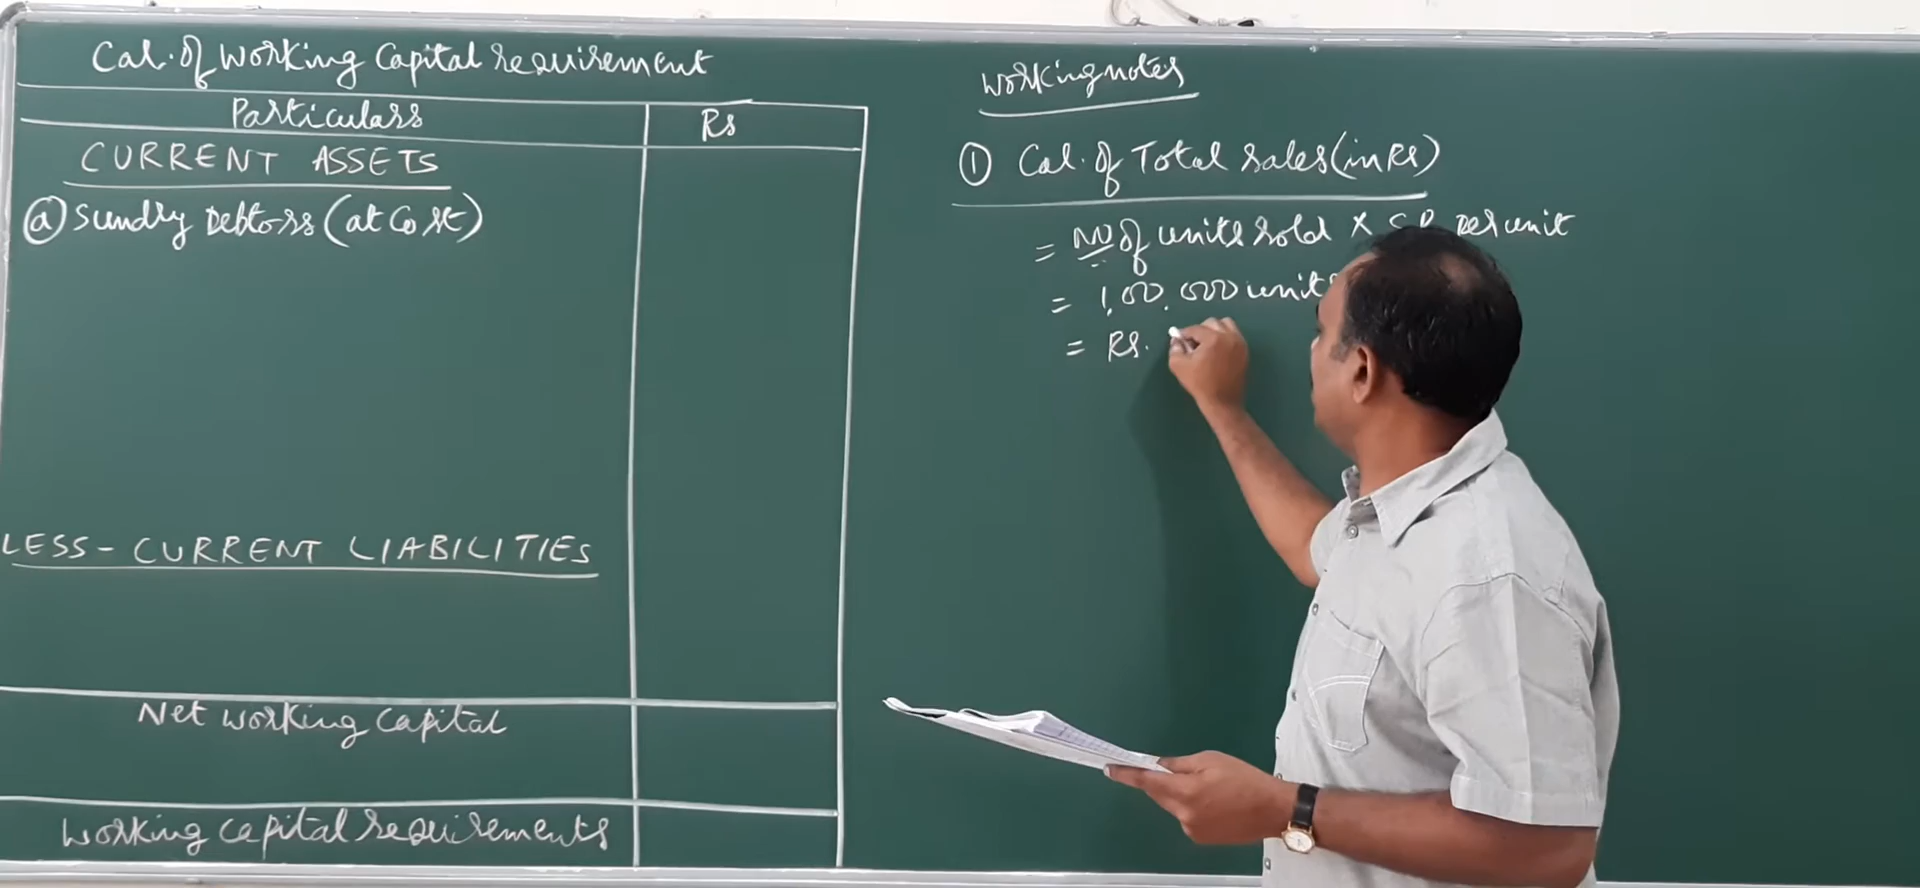 Cal. of Working Capital requirement
Particulars
Rs
CURRENT ASSETS
(a) Sundry Debtors (at Cost)
LESS - CURRENT LIABILITIES
Net working capital
Working capital requirements
Working notes
① Cal. of Total Sales (in Rs)
= No of units sold × S P per unit
= 1,00,000 units
= Rs.